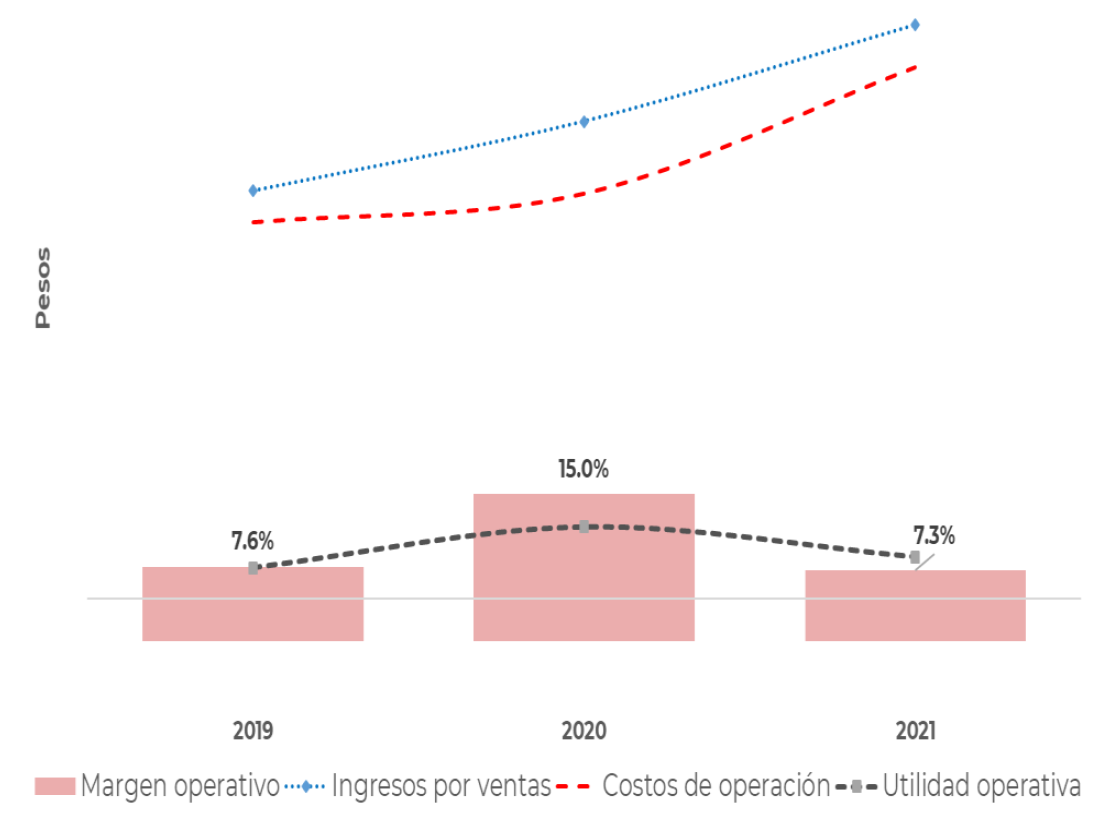 Pesos
15.0%
7.6%
7.3%
2019 2020 2021
Margen operativo Ingresos por ventas Costos de operación Utilidad operativa